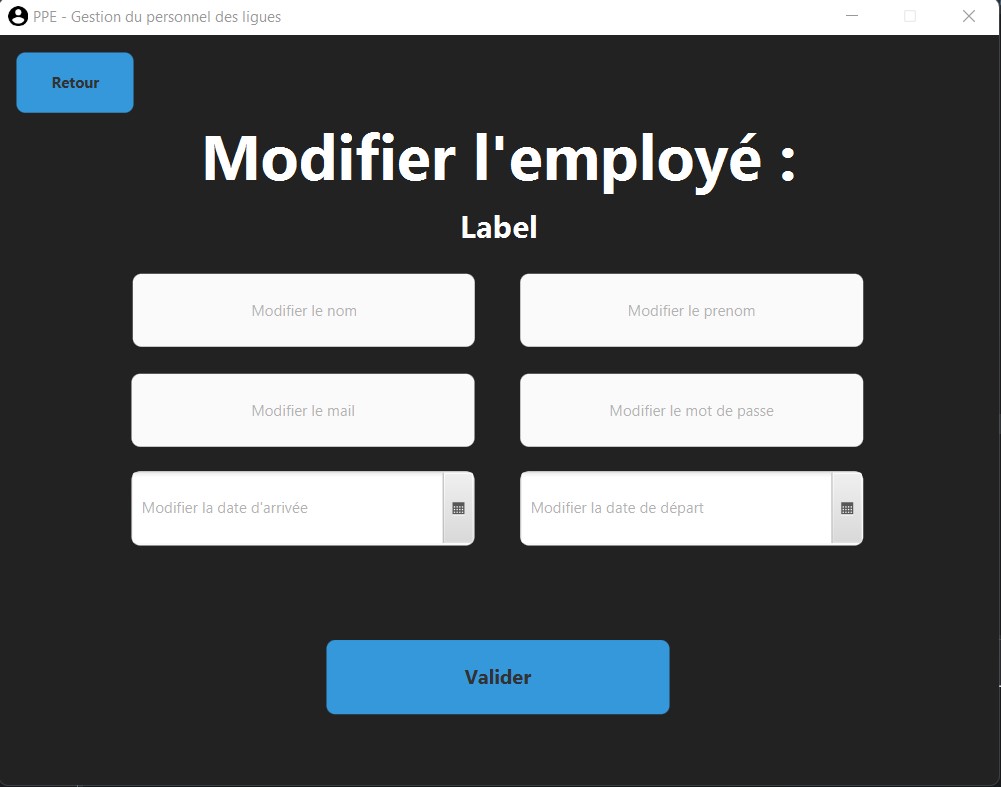 PPE - Gestion du personnel des ligues
Retour
Modifier l'employé :
Label
Modifier le nom
Modifier le prenom
Modifier le mail
Modifier le mot de passe
Modifier la date d'arrivée
Modifier la date de départ
Valider